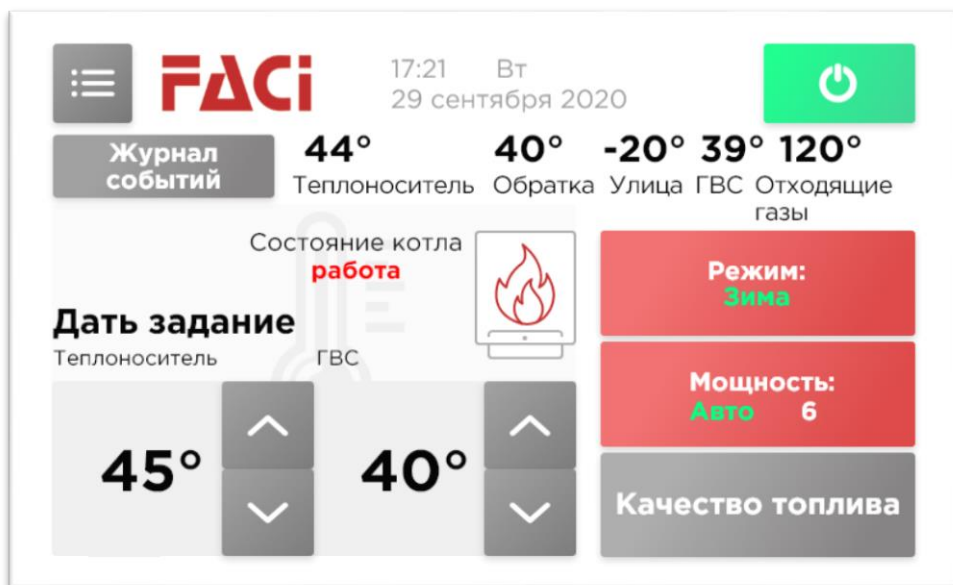 FACi
17:21 Вт
29 сентября 2020
Журнал
событий
44° 40° -20° 39° 120°
Теплоноситель Обратка Улица ГВС Отходящие
газы
Состояние котла
работа
Режим:
Зима
Дать задание
Теплоноситель ГВС
Мощность:
Авто 6
45° 40°
Качество топлива